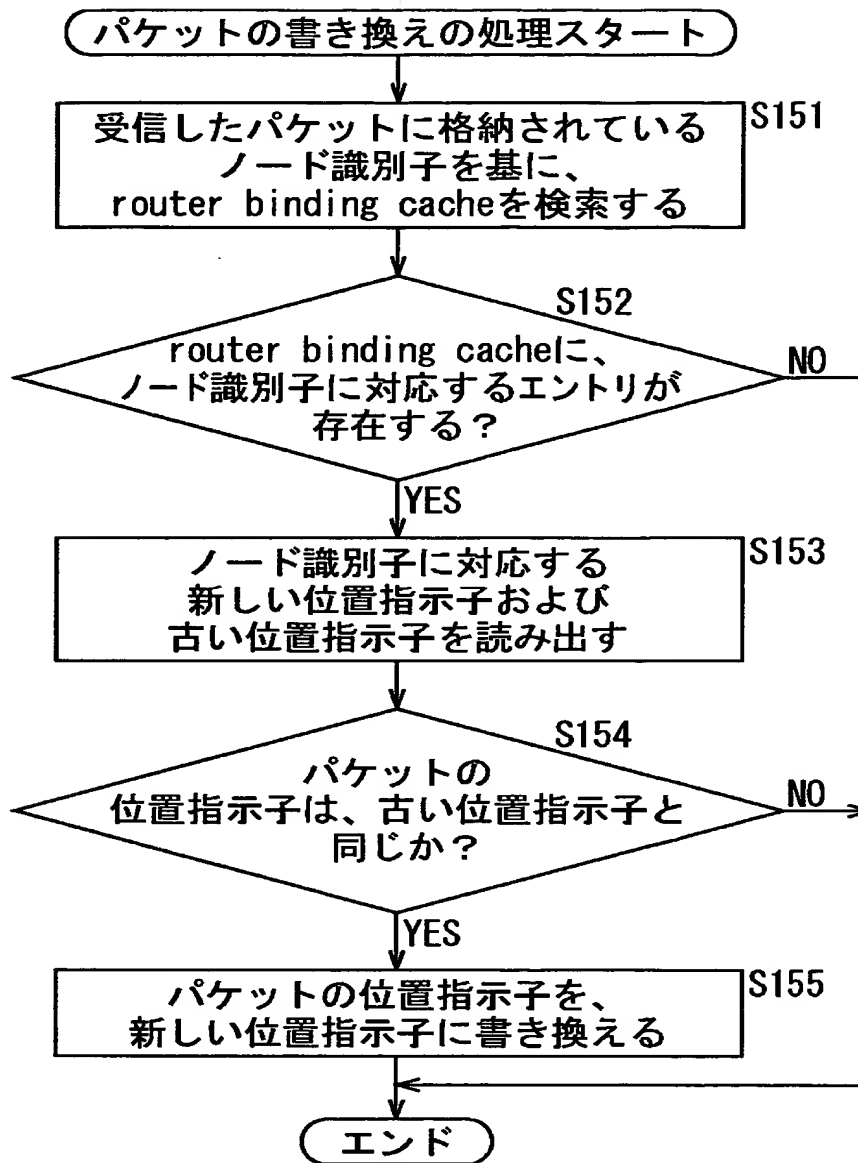 パケットの書き換えの処理スタート
S151
受信したパケットに格納されている
ノード識別子を基に、
router binding cacheを検索する
S152
router binding cacheに、
ノード識別子に対応するエントリが
存在する？
NO
YES
S153
ノード識別子に対応する
新しい位置指示子および
古い位置指示子を読み出す
S154
パケットの
位置指示子は、古い位置指示子と
同じか？
NO
YES
S155
パケットの位置指示子を、
新しい位置指示子に書き換える
エンド